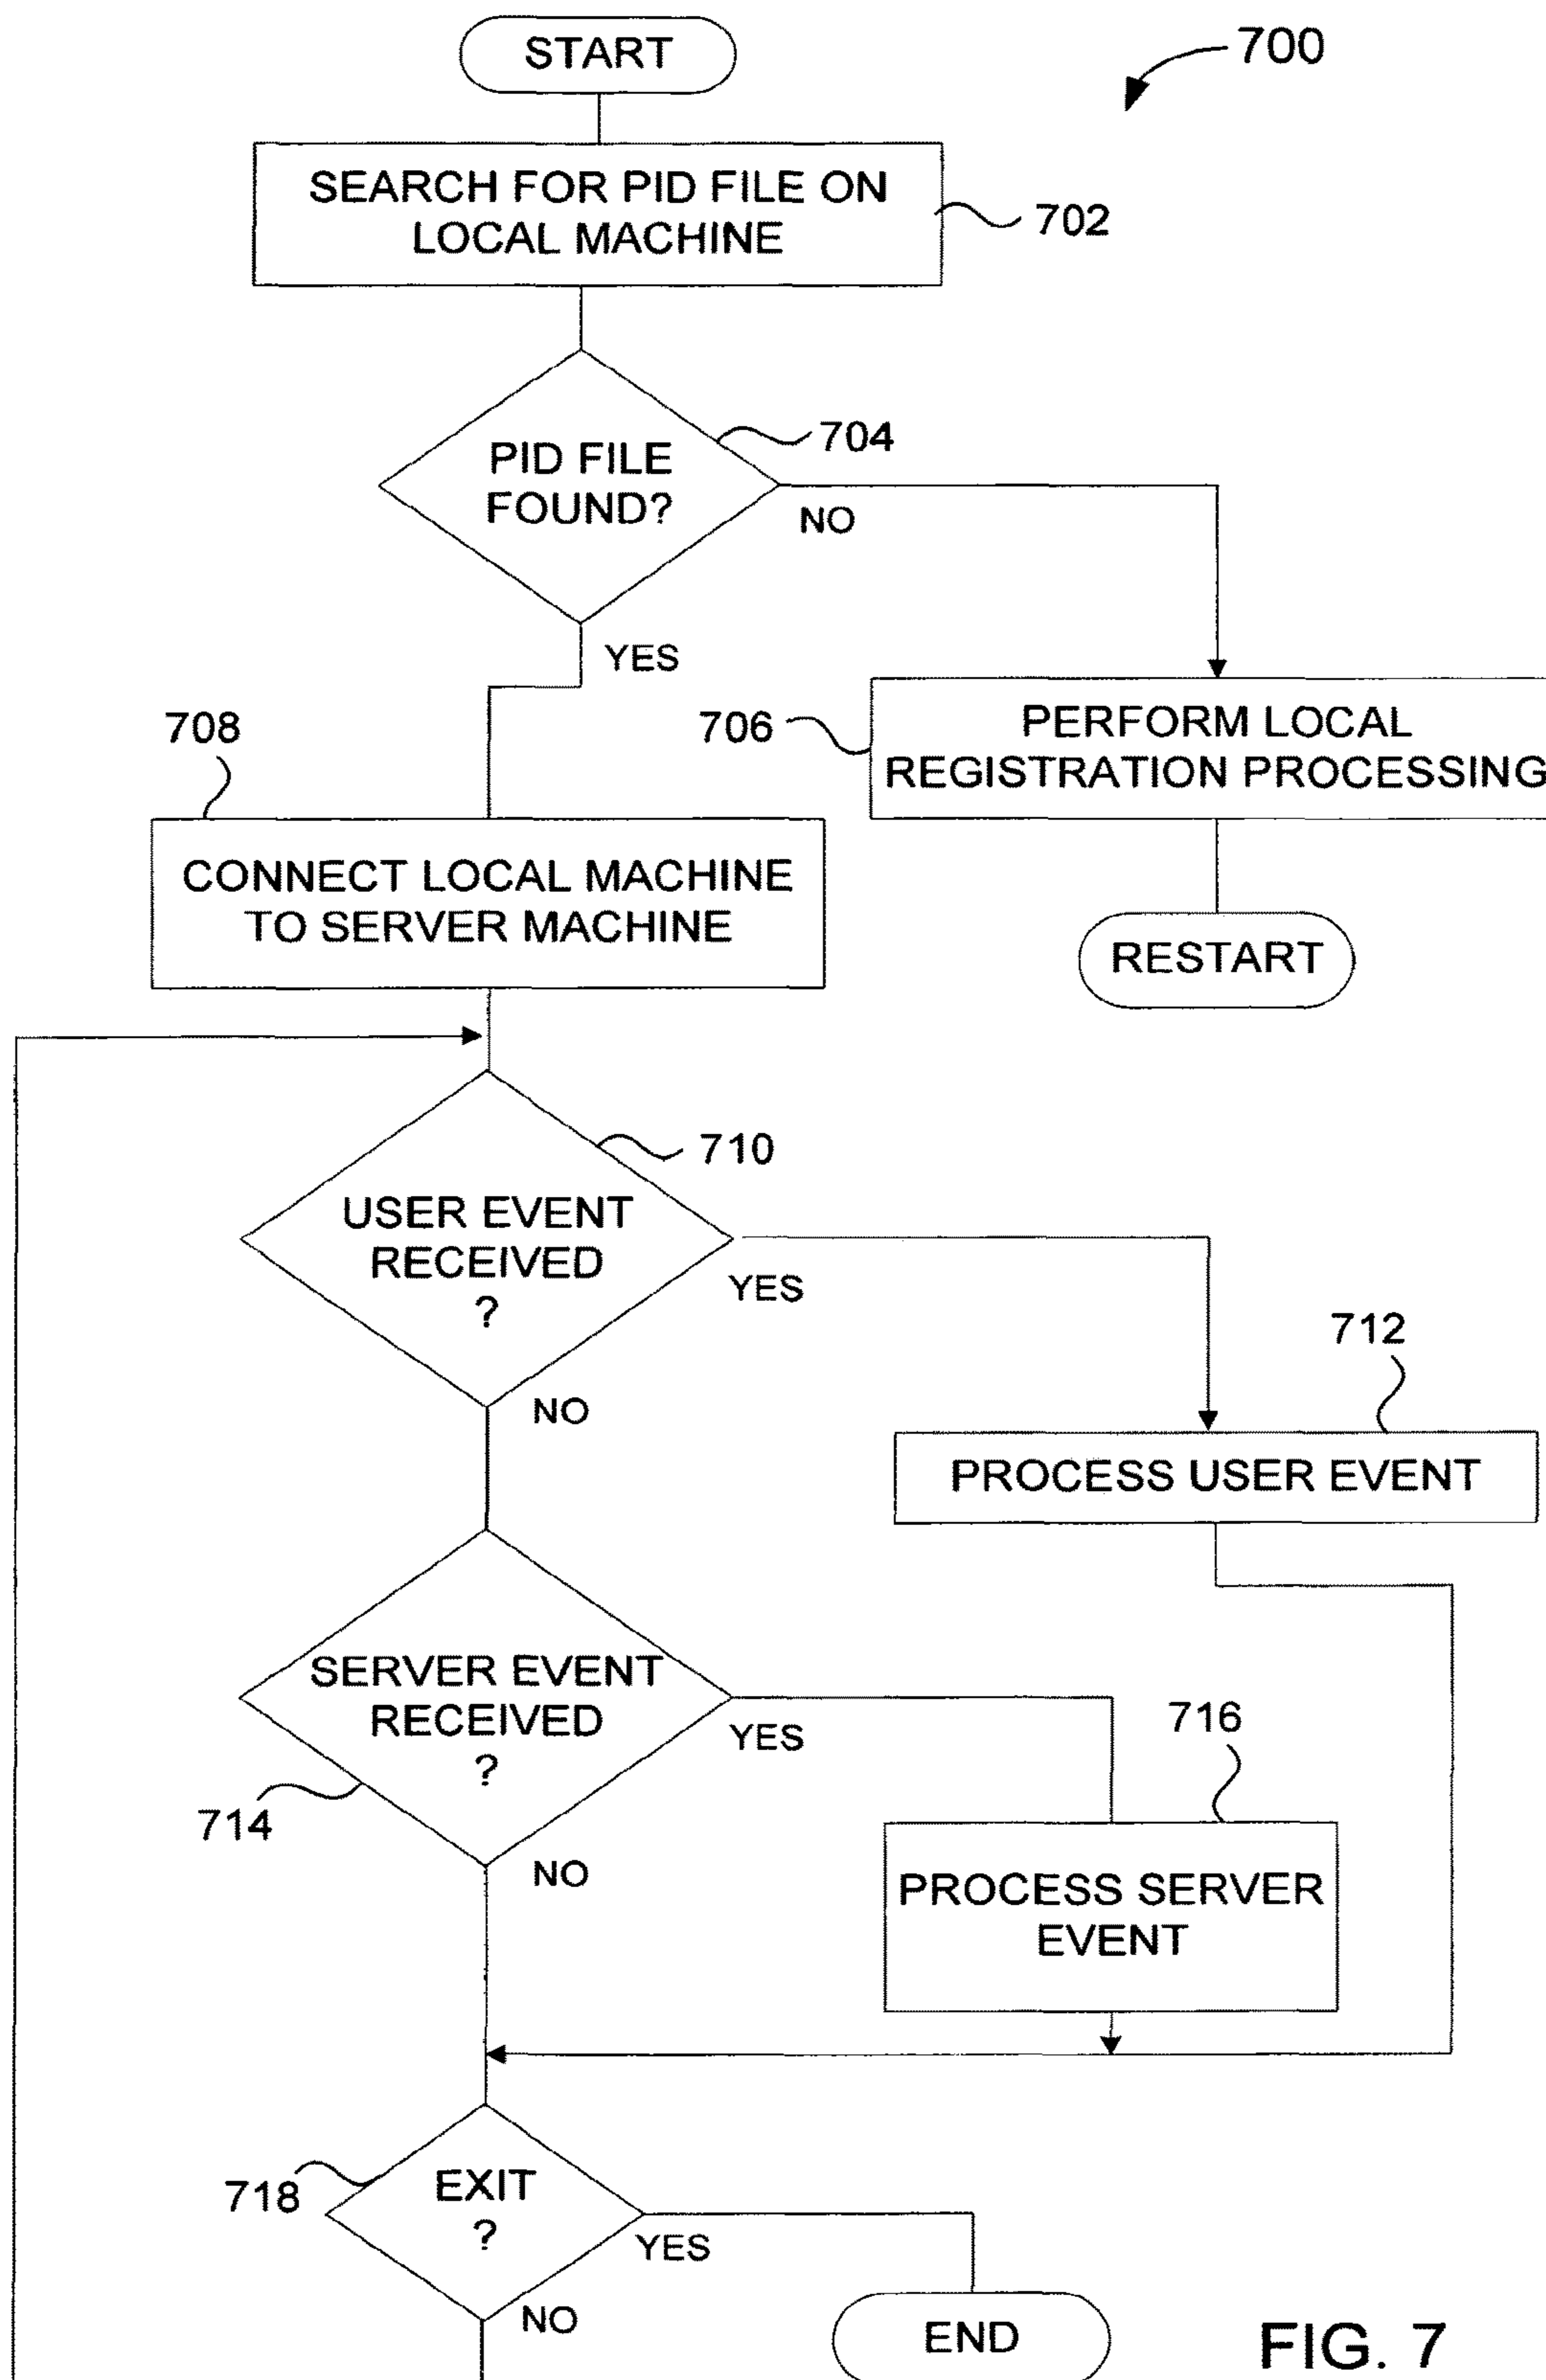 START
700
SEARCH FOR PID FILE ON
LOCAL MACHINE
702
704
PID FILE
FOUND?
NO
YES
708
706
PERFORM LOCAL
REGISTRATION PROCESSING
CONNECT LOCAL MACHINE
TO SERVER MACHINE
RESTART
710
USER EVENT
RECEIVED
?
YES
712
NO
PROCESS USER EVENT
SERVER EVENT
RECEIVED
?
YES
716
714
NO
PROCESS SERVER
EVENT
718
EXIT
?
YES
NO
END
FIG. 7